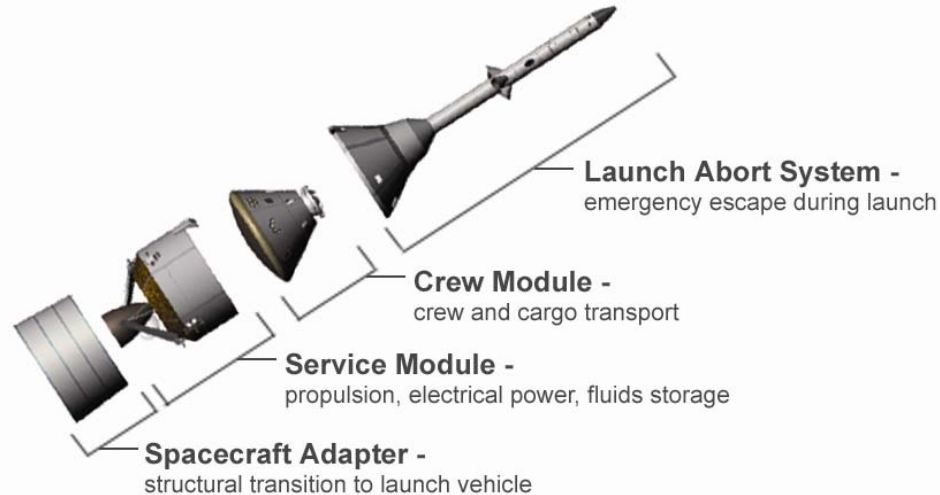 Launch Abort System -
emergency escape during launch
Crew Module -
crew and cargo transport
Service Module -
propulsion, electrical power, fluids storage
Spacecraft Adapter -
structural transition to launch vehicle